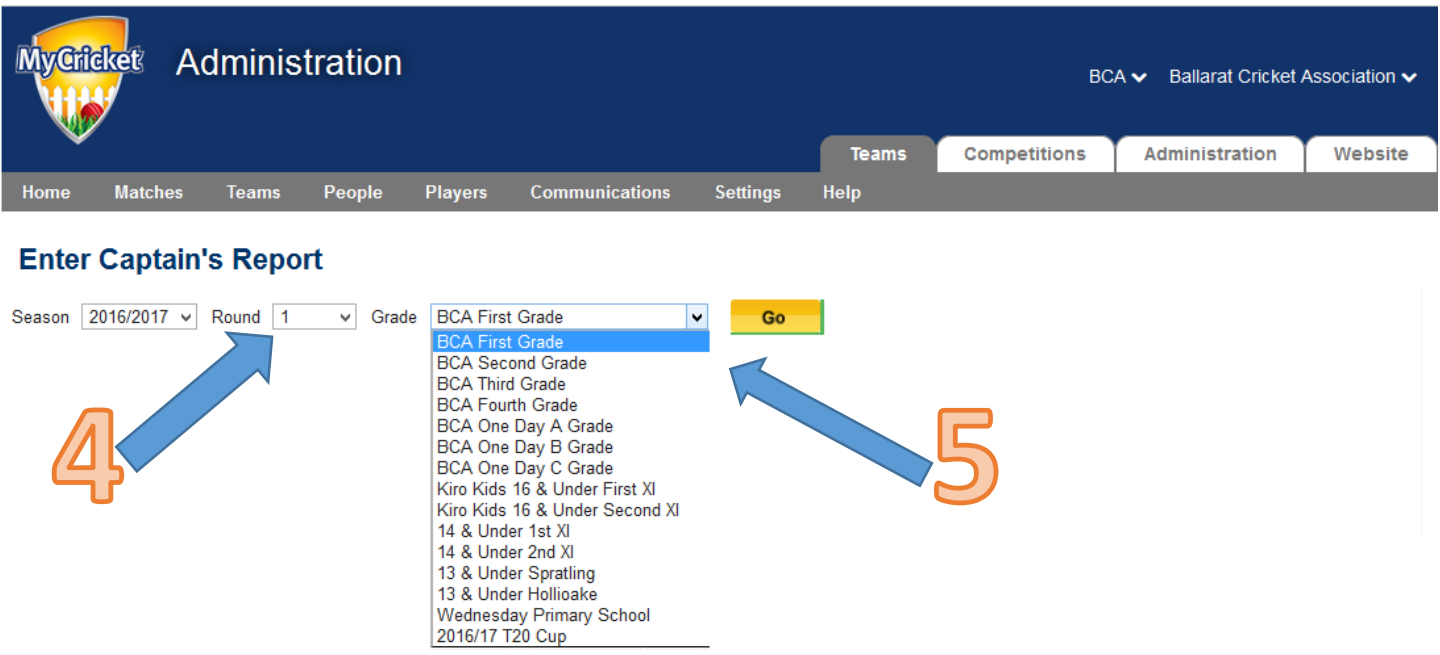 MyCricket Administration
BCA Ballarat Cricket Association
Teams Competitions Administration Website
Home Matches Teams People Players Communications Settings Help
Enter Captain's Report
Season 2016/2017 Round 1 Grade BCA First Grade Go
BCA First Grade
BCA Second Grade
BCA Third Grade
BCA Fourth Grade
BCA One Day A Grade
BCA One Day B Grade
BCA One Day C Grade
Kiro Kids 16 & Under First XI
Kiro Kids 16 & Under Second XI
14 & Under 1st XI
14 & Under 2nd XI
13 & Under Spratling
13 & Under Hollioake
Wednesday Primary School
2016/17 T20 Cup
4
5